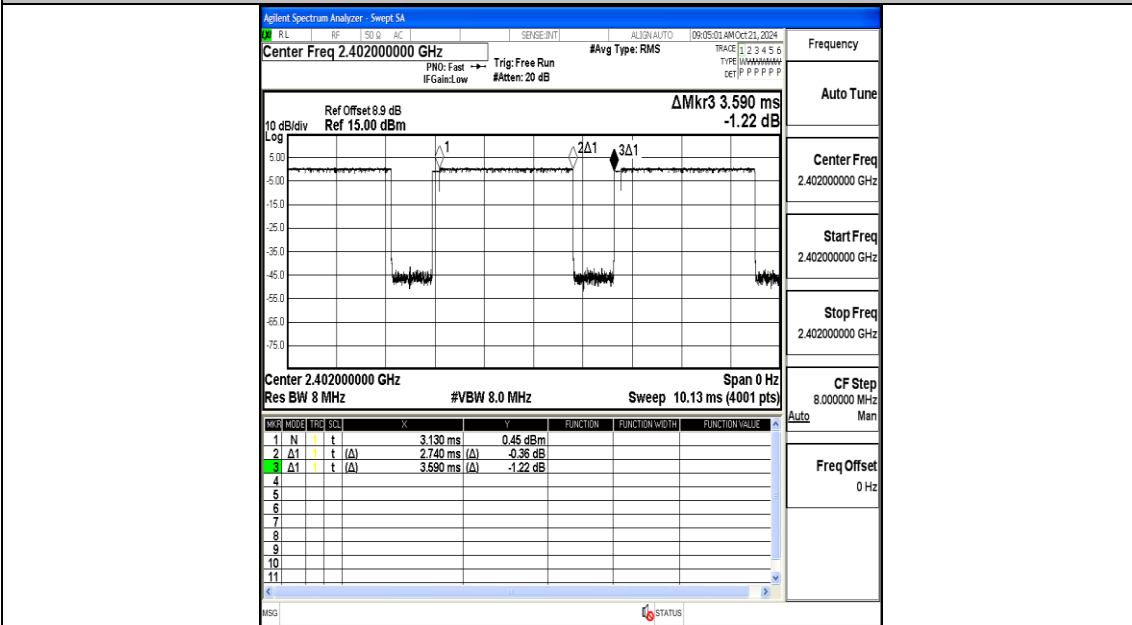 Agilent Spectrum Analyzer - Swept SA
RL RF 50 Ω AC SENSE:INT ALIGN AUTO 09:05:01 AM Oct 21, 2024
Center Freq 2.402000000 GHz
#Avg Type: RMS
TRACE 1 2 3 4 5 6
PNO: Fast
Trig: Free Run
TYPE
IFGain:Low
#Atten: 20 dB
DET P P P P P P
Frequency
Auto Tune
ΔMkr3 3.590 ms
-1.22 dB
Ref Offset 8.9 dB
10 dB/div Ref 15.00 dBm
Log
1
2Δ1
3Δ1
5.00
-5.00
-15.0
-25.0
-35.0
-45.0
-55.0
-65.0
-75.0
Center Freq
2.402000000 GHz
Start Freq
2.402000000 GHz
Stop Freq
2.402000000 GHz
Center 2.402000000 GHz Span 0 Hz
Res BW 8 MHz #VBW 8.0 MHz Sweep 10.13 ms (4001 pts)
CF Step
8.000000 MHz
Auto Man
Freq Offset
0 Hz
MKR MODE TRC SCL X Y FUNCTION FUNCTION WIDTH FUNCTION VALUE
1 N 1 t 3.130 ms 0.45 dBm
2 Δ1 1 t (Δ) 2.740 ms (Δ) -0.36 dB
3 Δ1 1 t (Δ) 3.590 ms (Δ) -1.22 dB
4
5
6
7
8
9
10
11
MSG STATUS